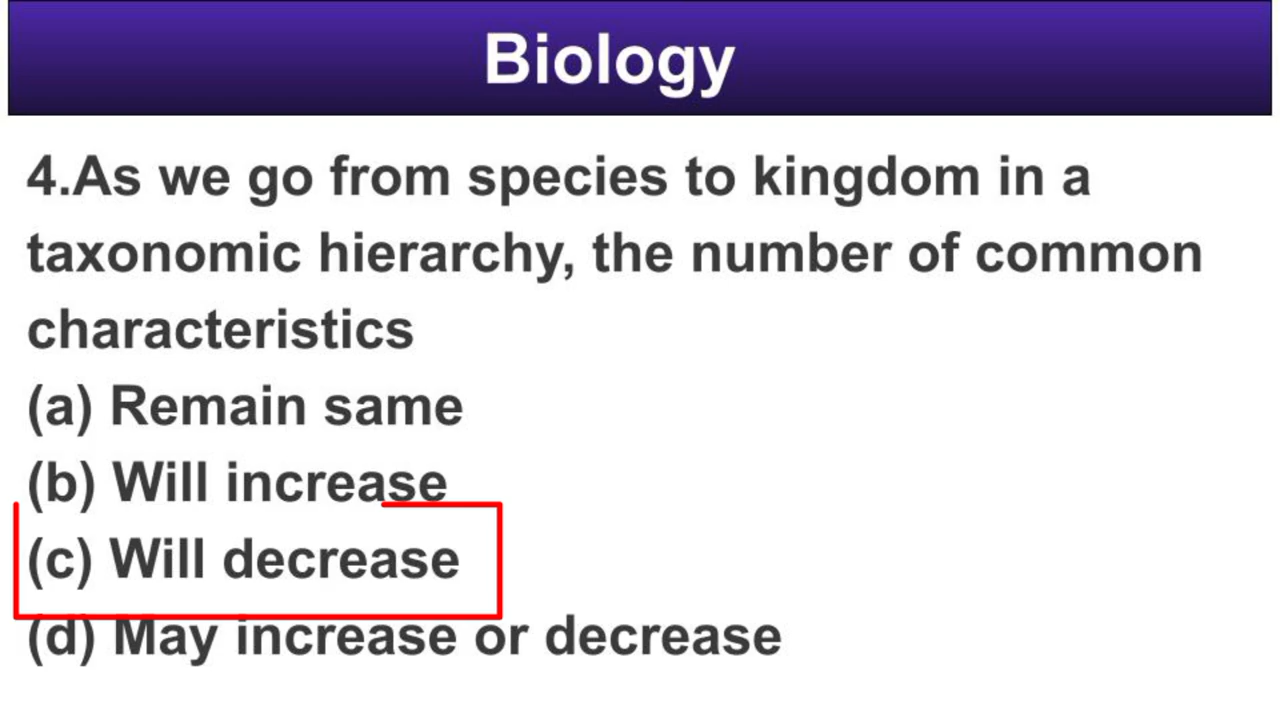 Biology
4.As we go from species to kingdom in a
taxonomic hierarchy, the number of common
characteristics
(a) Remain same
(b) Will increase
(c) Will decrease
(d) May increase or decrease